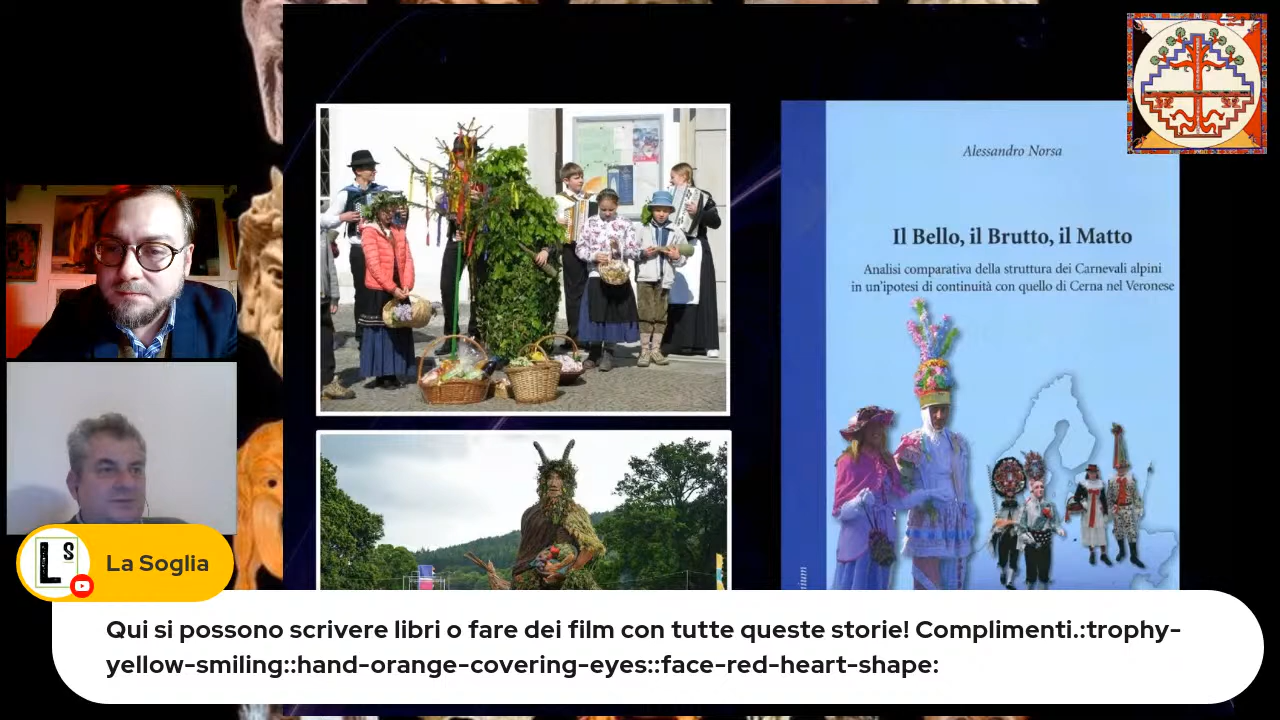 Alessandro Norsa
Il Bello, il Brutto, il Matto
Analisi comparativa della struttura dei Carnevali alpini
in un'ipotesi di continuità con quello di Cerna nel Veronese
LS
La Soglia
Qui si possono scrivere libri o fare dei film con tutte queste storie! Complimenti.:trophy-
yellow-smiling::hand-orange-covering-eyes::face-red-heart-shape: